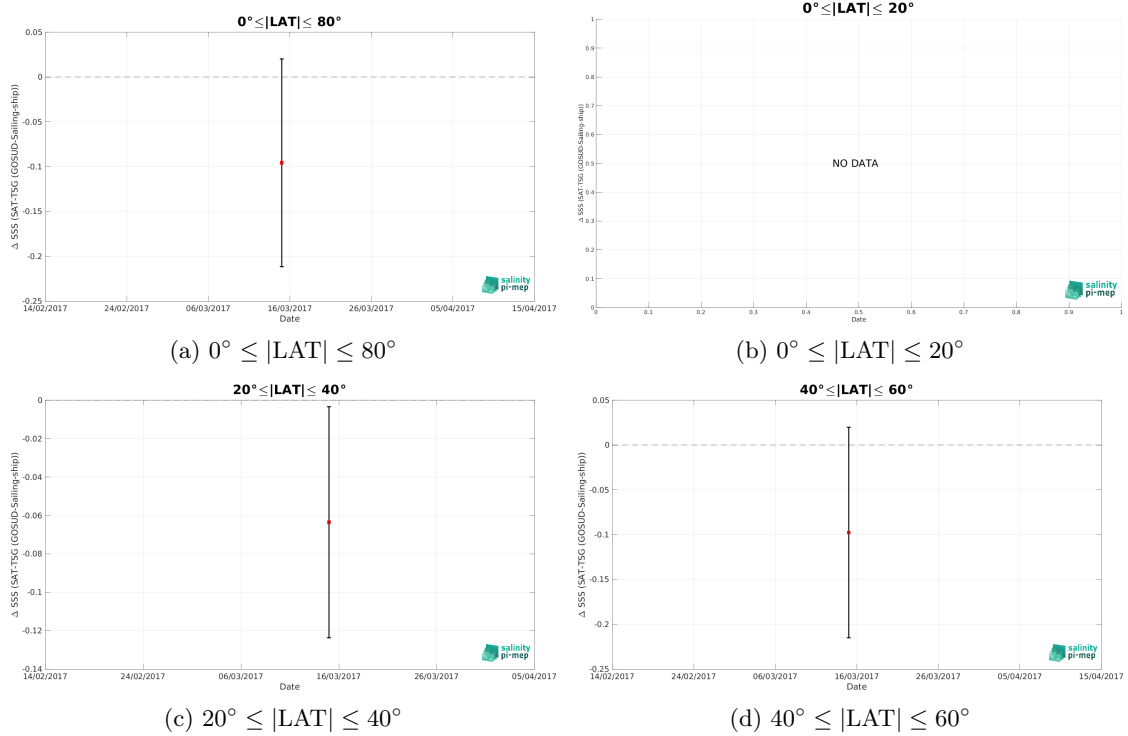 0°≤|LAT|≤ 80°
0.05
0
-0.05
-0.1
-0.15
-0.2
-0.25
Δ SSS (SAT-TSG (GOSUD-Sailing-ship))
14/02/2017 24/02/2017 06/03/2017 16/03/2017 26/03/2017 05/04/2017 15/04/2017
Date
salinity
pi-mep
(a) 0° ≤ |LAT| ≤ 80°
0°≤|LAT|≤ 20°
1
0.9
0.8
0.7
0.6
0.5
0.4
0.3
0.2
0.1
0
Δ SSS (SAT-TSG (GOSUD-Sailing-ship))
NO DATA
0 0.1 0.2 0.3 0.4 0.5 0.6 0.7 0.8 0.9 1
Date
salinity
pi-mep
(b) 0° ≤ |LAT| ≤ 20°
20°≤|LAT|≤ 40°
0
-0.02
-0.04
-0.06
-0.08
-0.1
-0.12
-0.14
Δ SSS (SAT-TSG (GOSUD-Sailing-ship))
14/02/2017 24/02/2017 06/03/2017 16/03/2017 26/03/2017 05/04/2017
Date
salinity
pi-mep
(c) 20° ≤ |LAT| ≤ 40°
40°≤|LAT|≤ 60°
0.05
0
-0.05
-0.1
-0.15
-0.2
-0.25
Δ SSS (SAT-TSG (GOSUD-Sailing-ship))
14/02/2017 24/02/2017 06/03/2017 16/03/2017 26/03/2017 05/04/2017 15/04/2017
Date
salinity
pi-mep
(d) 40° ≤ |LAT| ≤ 60°